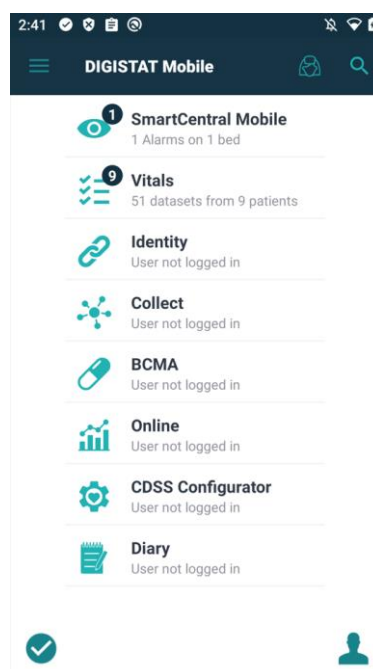 2:41
DIGISTAT Mobile
1
SmartCentral Mobile
1 Alarms on 1 bed
9
Vitals
51 datasets from 9 patients
Identity
User not logged in
Collect
User not logged in
BCMA
User not logged in
Online
User not logged in
CDSS Configurator
User not logged in
Diary
User not logged in